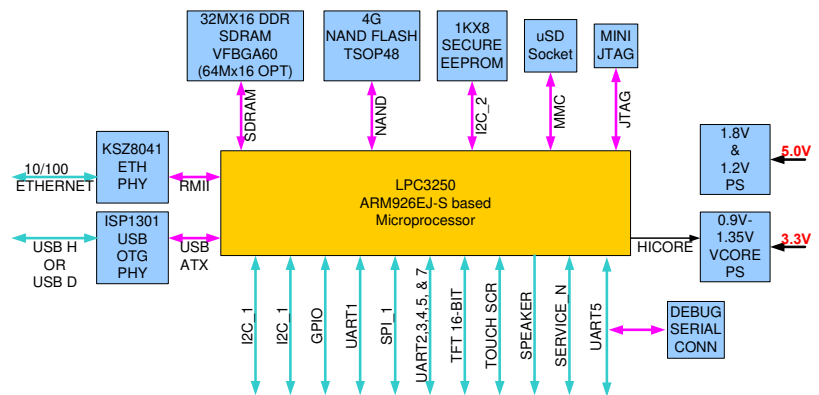 32MX16 DDR
SDRAM
VFBGA60
(64Mx16 OPT)
4G
NAND FLASH
TSOP48
1KX8
SECURE
EEPROM
uSD
Socket
MINI
JTAG
SDRAM
NAND
I2C_2
MMC
JTAG
KSZ8041
ETH
PHY
10/100
ETHERNET
RMII
LPC3250
ARM926EJ-S based
Microprocessor
1.8V
&
1.2V
PS
5.0V
ISP1301
USB
OTG
PHY
USB H
OR
USB D
USB
ATX
HICORE
0.9V-
1.35V
VCORE
PS
3.3V
I2C_1
I2C_1
GPIO
UART1
SPI_1
UART2,3,4,5, & 7
TFT 16-BIT
TOUCH SCR
SPEAKER
SERVICE_N
UART5
DEBUG
SERIAL
CONN